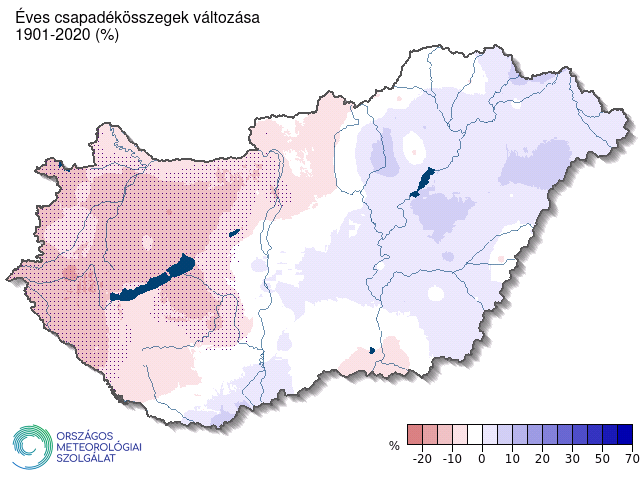 Éves csapadékösszegek változása
1901-2020 (%)
ORSZÁGOS
METEOROLÓGIAI
SZOLGÁLAT
%
-20 -10 0 10 20 30 50 70